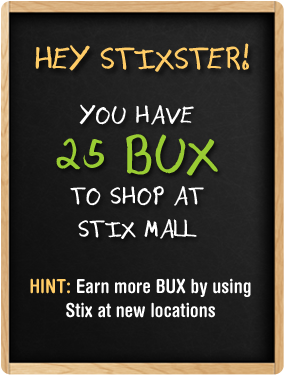 HEY STIXSTER!
YOU HAVE
25 BUX
TO SHOP AT
STIX MALL
HINT: Earn more BUX by using
Stix at new locations